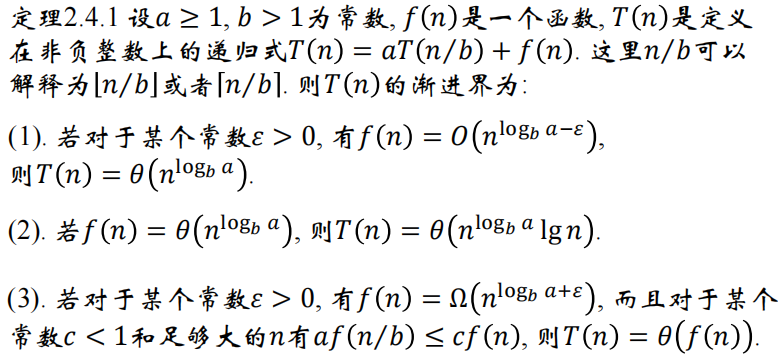 定理2.4.1 设a ≥ 1, b > 1为常数, f(n)是一个函数, T(n)是定义
在非负整数上的递归式T(n) = aT(n/b) + f(n). 这里n/b可以
解释为⌊n/b⌋或者⌈n/b⌉. 则T(n)的渐进界为:
(1). 若对于某个常数ε > 0, 有f(n) = O(n^{log_b a−ε}),
则T(n) = θ(n^{log_b a}).
(2). 若f(n) = θ(n^{log_b a}), 则T(n) = θ(n^{log_b a} lg n).
(3). 若对于某个常数ε > 0, 有f(n) = Ω(n^{log_b a+ε}), 而且对于某个
常数c < 1和足够大的n有af(n/b) ≤ cf(n), 则T(n) = θ(f(n)).